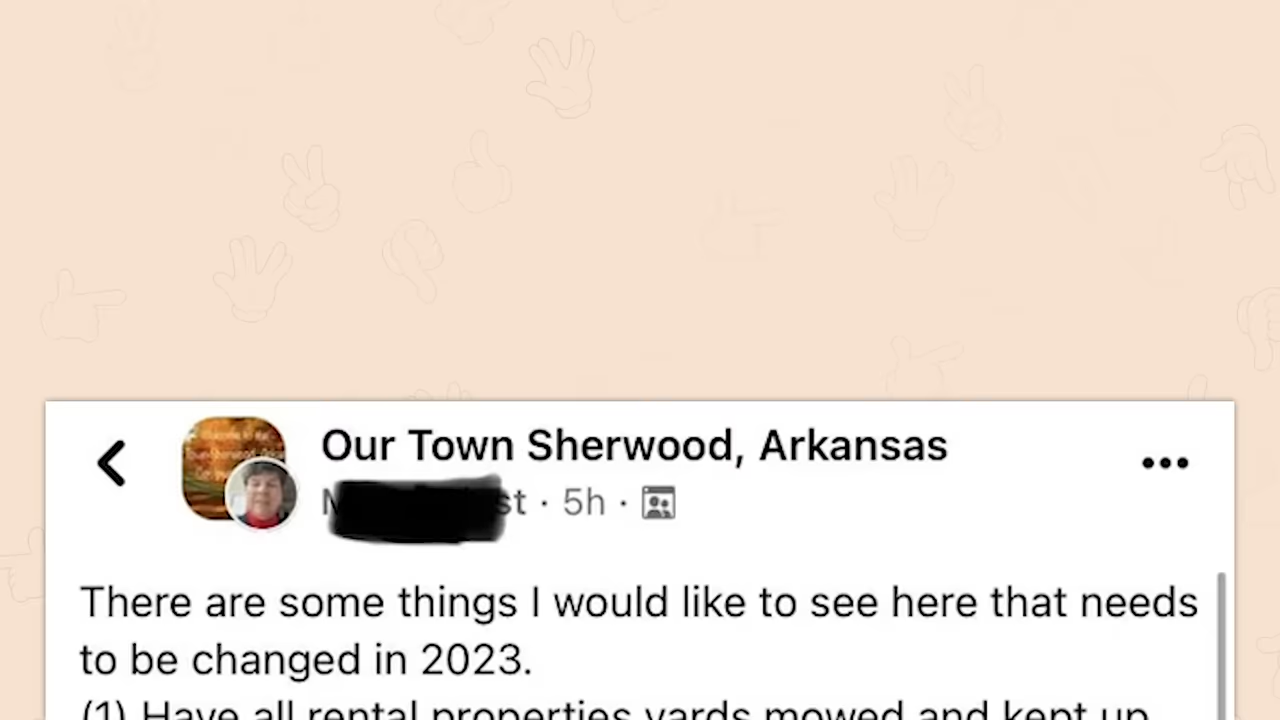 Our Town Sherwood, Arkansas
st · 5h ·
There are some things I would like to see here that needs
to be changed in 2023.
(1) Have all rental properties yards mowed and kept up